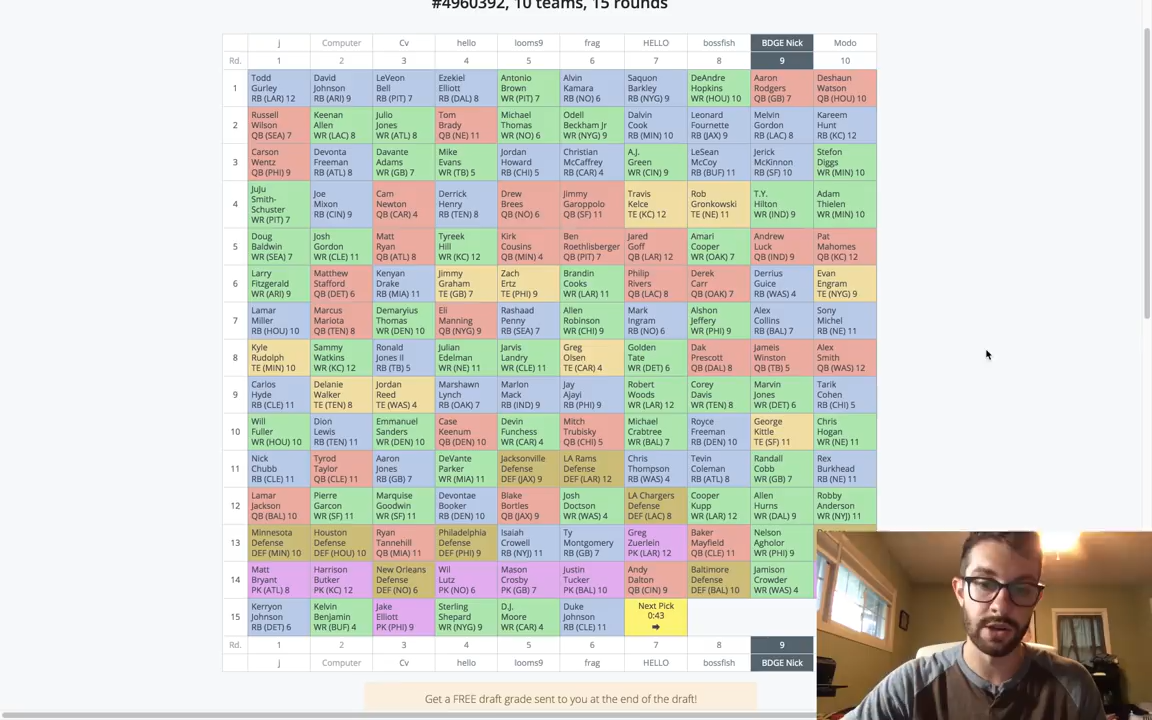 #4960392, 10 teams, 15 rounds
j Computer Cv hello looms9 frag HELLO bossfish BDGE Nick Modo
Rd. 1 2 3 4 5 6 7 8 9 10
Todd David LeVeon Ezekiel Antonio Alvin Saquon DeAndre Aaron Deshaun
1 Gurley Johnson Bell Elliott Brown Kamara Barkley Hopkins Rodgers Watson
RB (LAR) 12 RB (ARI) 9 RB (PIT) 7 RB (DAL) 8 WR (PIT) 7 RB (NO) 6 RB (NYG) 9 WR (HOU) 10 QB (GB) 7 QB (HOU) 10
Russell Keenan Julio Tom Michael Odell Dalvin Leonard Melvin Kareem
2 Wilson Allen Jones Brady Thomas Beckham Jr Cook Fournette Gordon Hunt
QB (SEA) 7 WR (LAC) 8 WR (ATL) 8 QB (NE) 11 WR (NO) 6 WR (NYG) 9 RB (MIN) 10 RB (JAX) 9 RB (LAC) 8 RB (KC) 12
Carson Devonta Davante Mike Jordan Christian A.J. LeSean Jerick Stefon
3 Wentz Freeman Adams Evans Howard McCaffrey Green McCoy McKinnon Diggs
QB (PHI) 9 RB (ATL) 8 WR (GB) 7 WR (TB) 5 RB (CHI) 5 RB (CAR) 4 WR (CIN) 9 RB (BUF) 11 RB (SF) 10 WR (MIN) 10
JuJu Joe Cam Derrick Drew Jimmy Travis Rob T.Y. Adam
4 Smith- Mixon Newton Henry Brees Garoppolo Kelce Gronkowski Hilton Thielen
Schuster RB (CIN) 9 QB (CAR) 4 RB (TEN) 8 QB (NO) 6 QB (SF) 11 TE (KC) 12 TE (NE) 11 WR (IND) 9 WR (MIN) 10
WR (PIT) 7
Doug Josh Matt Tyreek Kirk Ben Jared Amari Andrew Pat
5 Baldwin Gordon Ryan Hill Cousins Roethlisberger Goff Cooper Luck Mahomes
WR (SEA) 7 WR (CLE) 11 QB (ATL) 8 WR (KC) 12 QB (MIN) 4 QB (PIT) 7 QB (LAR) 12 WR (OAK) 7 QB (IND) 9 QB (KC) 12
Larry Matthew Kenyan Jimmy Zach Brandin Philip Derek Derrius Evan
6 Fitzgerald Stafford Drake Graham Ertz Cooks Rivers Carr Guice Engram
WR (ARI) 9 QB (DET) 6 RB (MIA) 11 TE (GB) 7 TE (PHI) 9 WR (LAR) 11 QB (LAC) 8 QB (OAK) 7 RB (WAS) 4 TE (NYG) 9
Lamar Marcus Demaryius Eli Rashaad Allen Mark Alshon Alex Sony
7 Miller Mariota Thomas Manning Penny Robinson Ingram Jeffery Collins Michel
RB (HOU) 10 QB (TEN) 8 WR (DEN) 10 QB (NYG) 9 RB (SEA) 7 WR (CHI) 9 RB (NO) 6 WR (PHI) 9 RB (BAL) 7 RB (NE) 11
Kyle Sammy Ronald Julian Jarvis Greg Golden Dak Jameis Alex
8 Rudolph Watkins Jones II Edelman Landry Olsen Tate Prescott Winston Smith
TE (MIN) 10 WR (KC) 12 RB (TB) 5 WR (NE) 11 WR (CLE) 11 TE (CAR) 4 WR (DET) 6 QB (DAL) 8 QB (TB) 5 QB (WAS) 12
Carlos Delanie Jordan Marshawn Marlon Jay Robert Corey Marvin Tarik
9 Hyde Walker Reed Lynch Mack Ajayi Woods Davis Jones Cohen
RB (CLE) 11 TE (TEN) 8 TE (WAS) 4 RB (OAK) 7 RB (IND) 9 RB (PHI) 9 WR (LAR) 12 WR (TEN) 8 WR (DET) 6 RB (CHI) 5
Will Dion Emmanuel Case Devin Mitch Michael Royce George Chris
10 Fuller Lewis Sanders Keenum Funchess Trubisky Crabtree Freeman Kittle Hogan
WR (HOU) 10 RB (TEN) 11 WR (DEN) 10 QB (DEN) 10 WR (CAR) 4 QB (CHI) 5 WR (BAL) 7 RB (DEN) 10 TE (SF) 11 WR (NE) 11
Nick Tyrod Aaron DeVante Jacksonville LA Rams Chris Tevin Randall Rex
11 Chubb Taylor Jones Parker Defense Defense Thompson Coleman Cobb Burkhead
RB (CLE) 11 QB (CLE) 11 RB (GB) 7 WR (MIA) 11 DEF (JAX) 9 DEF (LAR) 12 RB (WAS) 4 RB (ATL) 8 WR (GB) 7 RB (NE) 11
Lamar Pierre Marquise Devontae Blake Josh LA Chargers Cooper Allen Robby
12 Jackson Garcon Goodwin Booker Bortles Doctson Defense Kupp Hurns Anderson
QB (BAL) 10 WR (SF) 11 WR (SF) 11 RB (DEN) 10 QB (JAX) 9 WR (WAS) 4 DEF (LAC) 8 WR (LAR) 12 WR (DAL) 9 WR (NYJ) 11
Minnesota Houston Ryan Philadelphia Isaiah Ty Greg Baker Nelson
13 Defense Defense Tannehill Defense Crowell Montgomery Zuerlein Mayfield Agholor
DEF (MIN) 10 DEF (HOU) 10 QB (MIA) 11 DEF (PHI) 9 RB (NYJ) 11 RB (GB) 7 PK (LAR) 12 QB (CLE) 11 WR (PHI) 9
Matt Harrison New Orleans Wil Mason Justin Andy Baltimore Jamison
14 Bryant Butker Defense Lutz Crosby Tucker Dalton Defense Crowder
PK (ATL) 8 PK (KC) 12 DEF (NO) 6 PK (NO) 6 PK (GB) 7 PK (BAL) 10 QB (CIN) 9 DEF (BAL) 10 WR (WAS) 4
Kerryon Kelvin Jake Sterling D.J. Duke Next Pick
15 Johnson Benjamin Elliott Shepard Moore Johnson 0:43
RB (DET) 6 WR (BUF) 4 PK (PHI) 9 WR (NYG) 9 WR (CAR) 4 RB (CLE) 11
Rd. 1 2 3 4 5 6 7 8 9
j Computer Cv hello looms9 frag HELLO bossfish BDGE Nick
Get a FREE draft grade sent to you at the end of the draft!